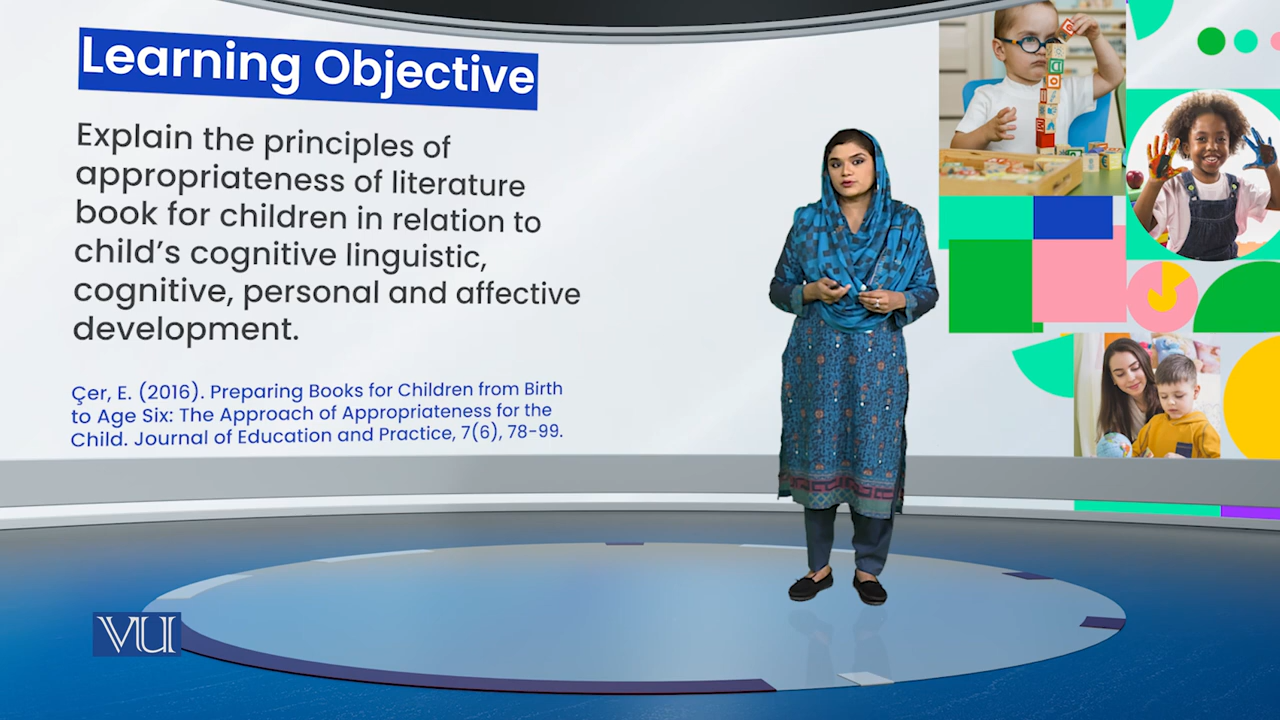 Learning Objective
Explain the principles of
appropriateness of literature
book for children in relation to
child's cognitive linguistic,
cognitive, personal and affective
development.
Çer, E. (2016). Preparing Books for Children from Birth
to Age Six: The Approach of Appropriateness for the
Child. Journal of Education and Practice, 7(6), 78-99.
VU